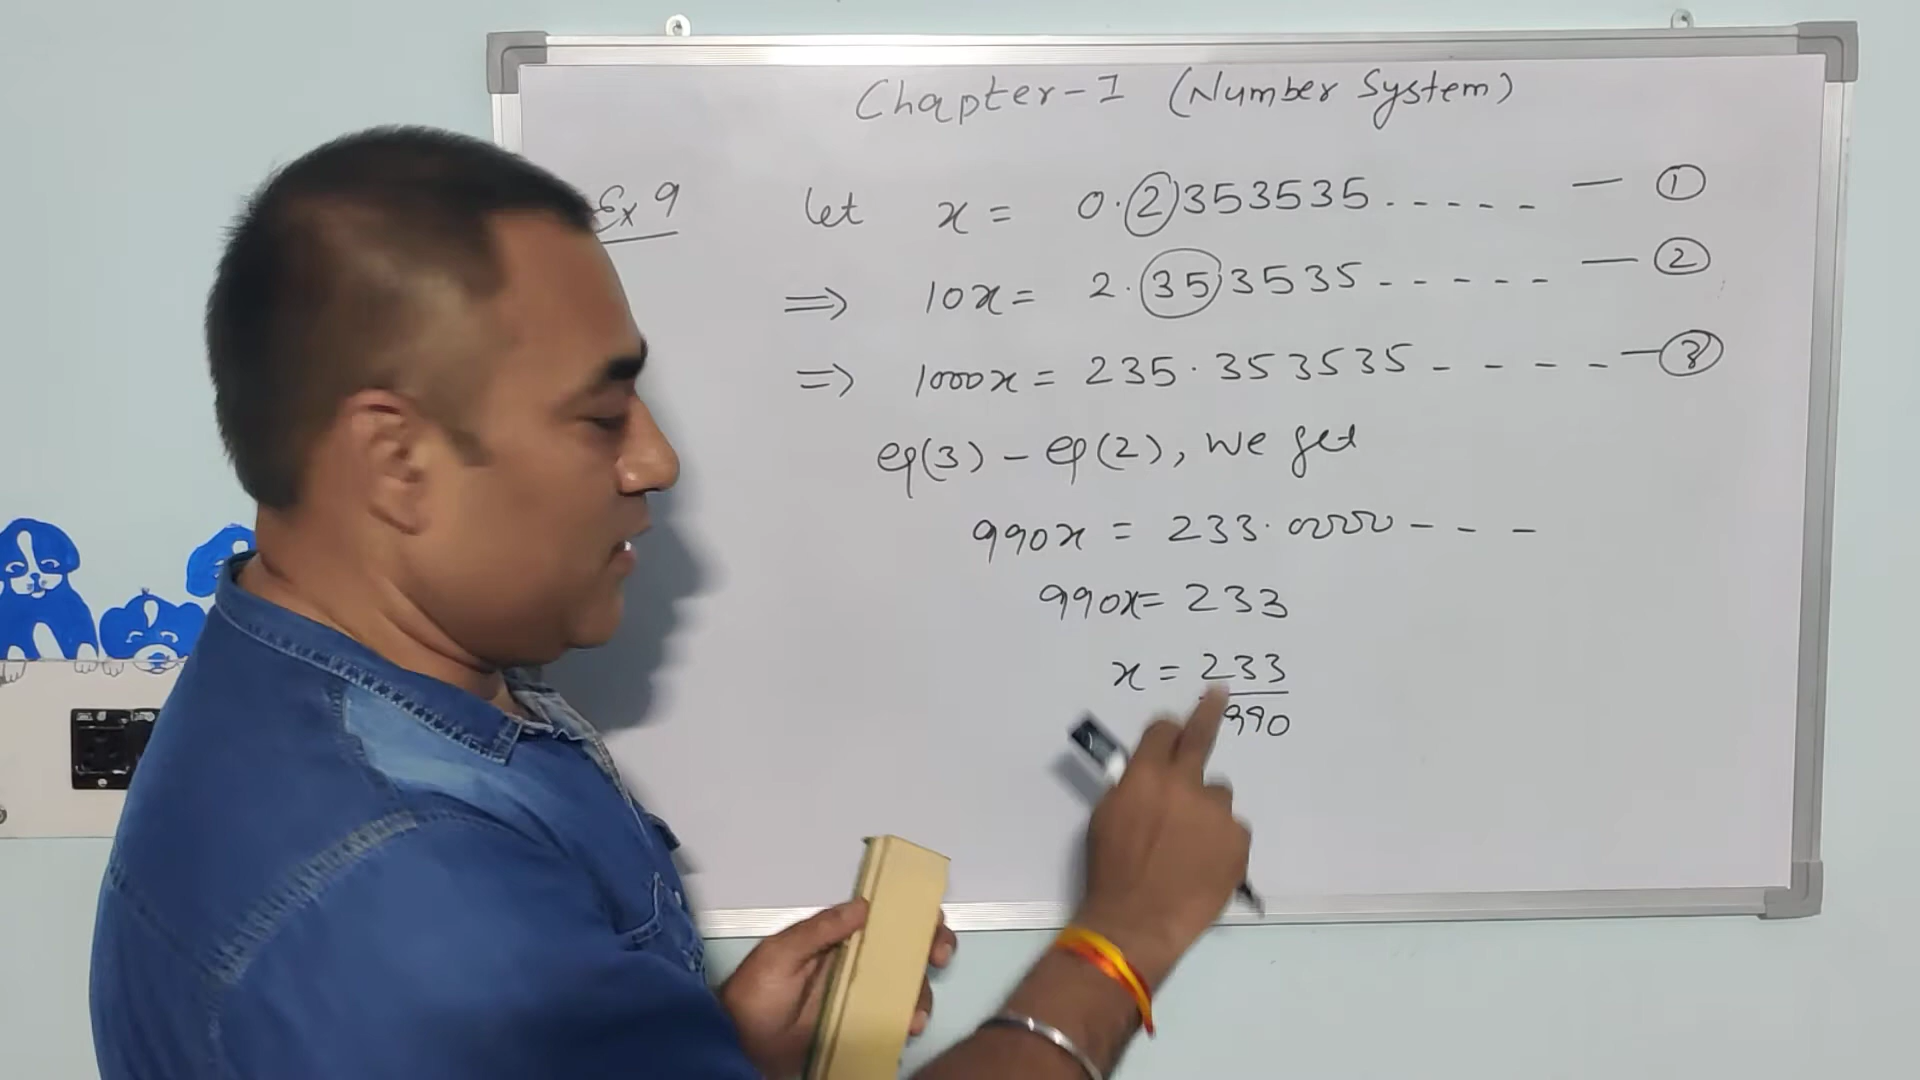 Chapter-I (Number System)
Ex 9 let x = 0.2353535..... — ①
⇒ 10x = 2.353535----- — ②
⇒ 1000x = 235.353535---- — ③
eq(3) - eq(2), we get
990x = 233.00000---
990x = 233
x = 233
990